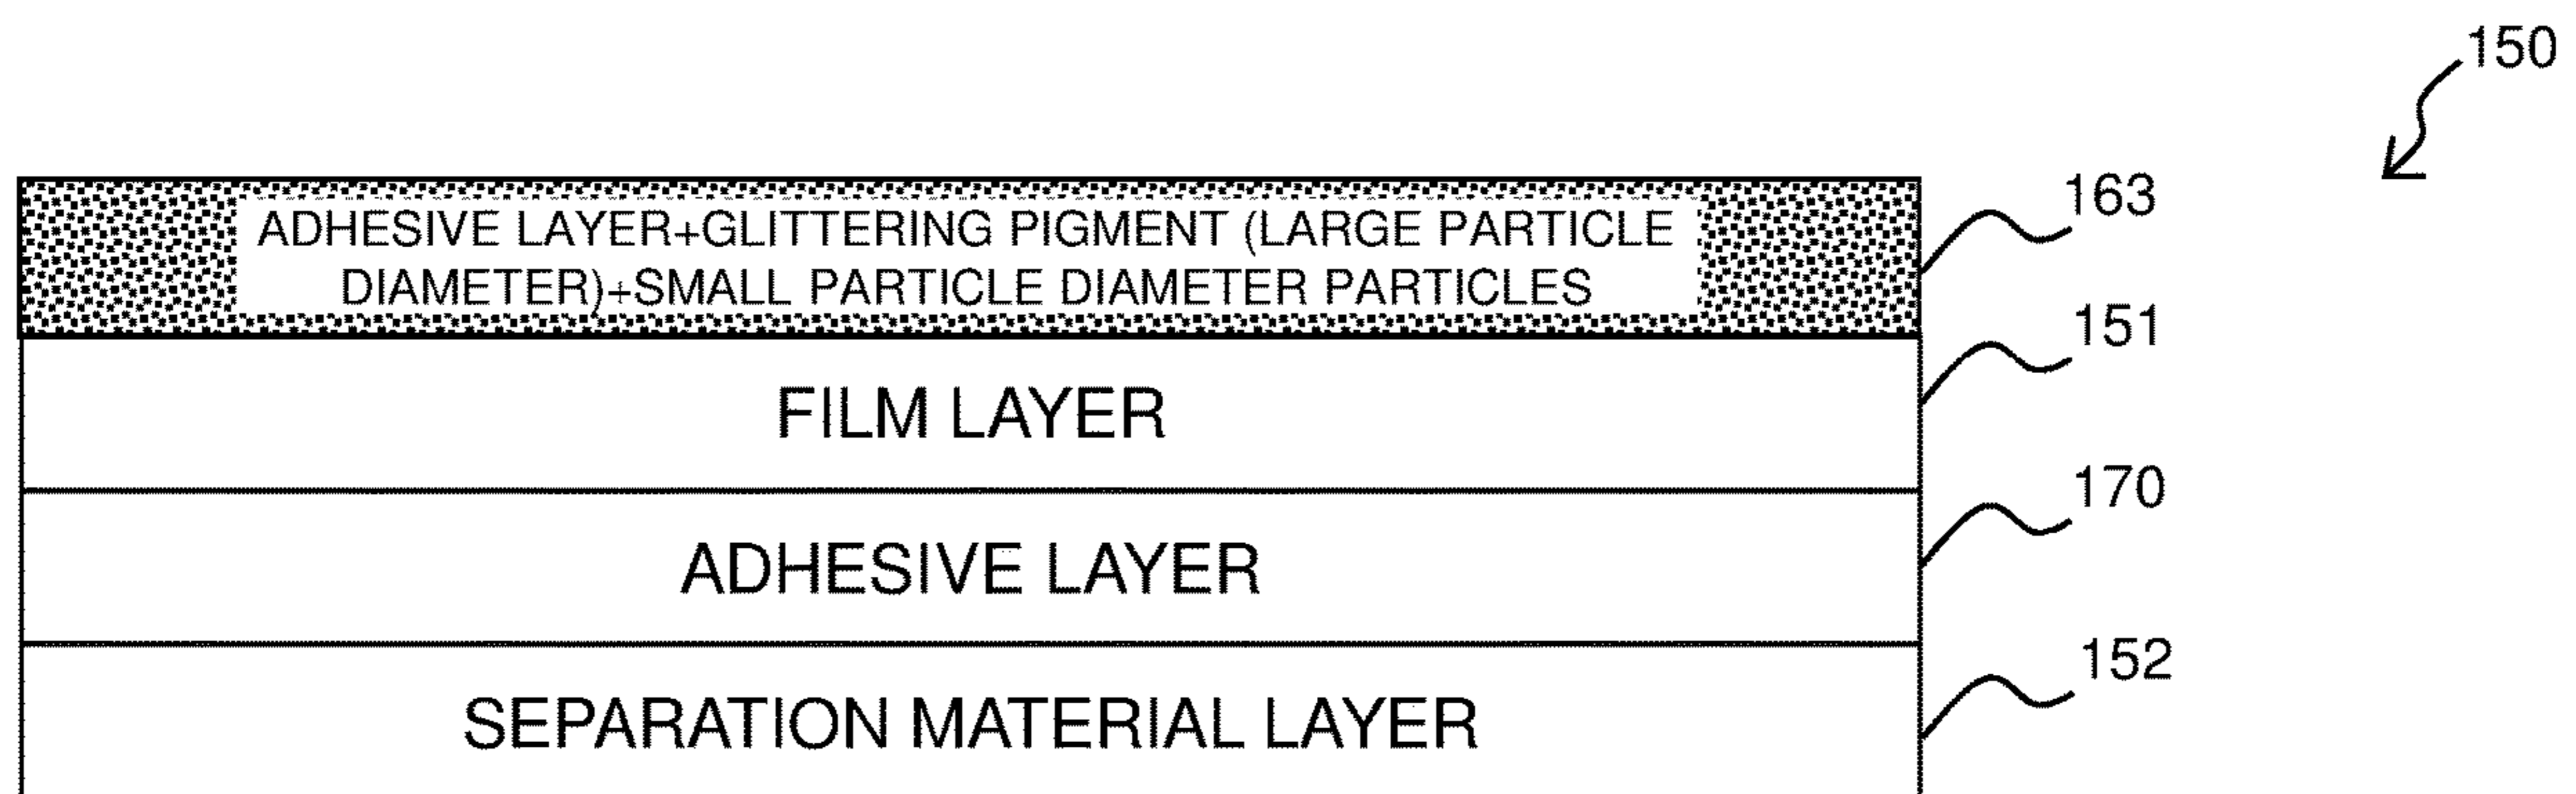 150
163
ADHESIVE LAYER+GLITTERING PIGMENT (LARGE PARTICLE
DIAMETER)+SMALL PARTICLE DIAMETER PARTICLES
151
FILM LAYER
170
ADHESIVE LAYER
152
SEPARATION MATERIAL LAYER